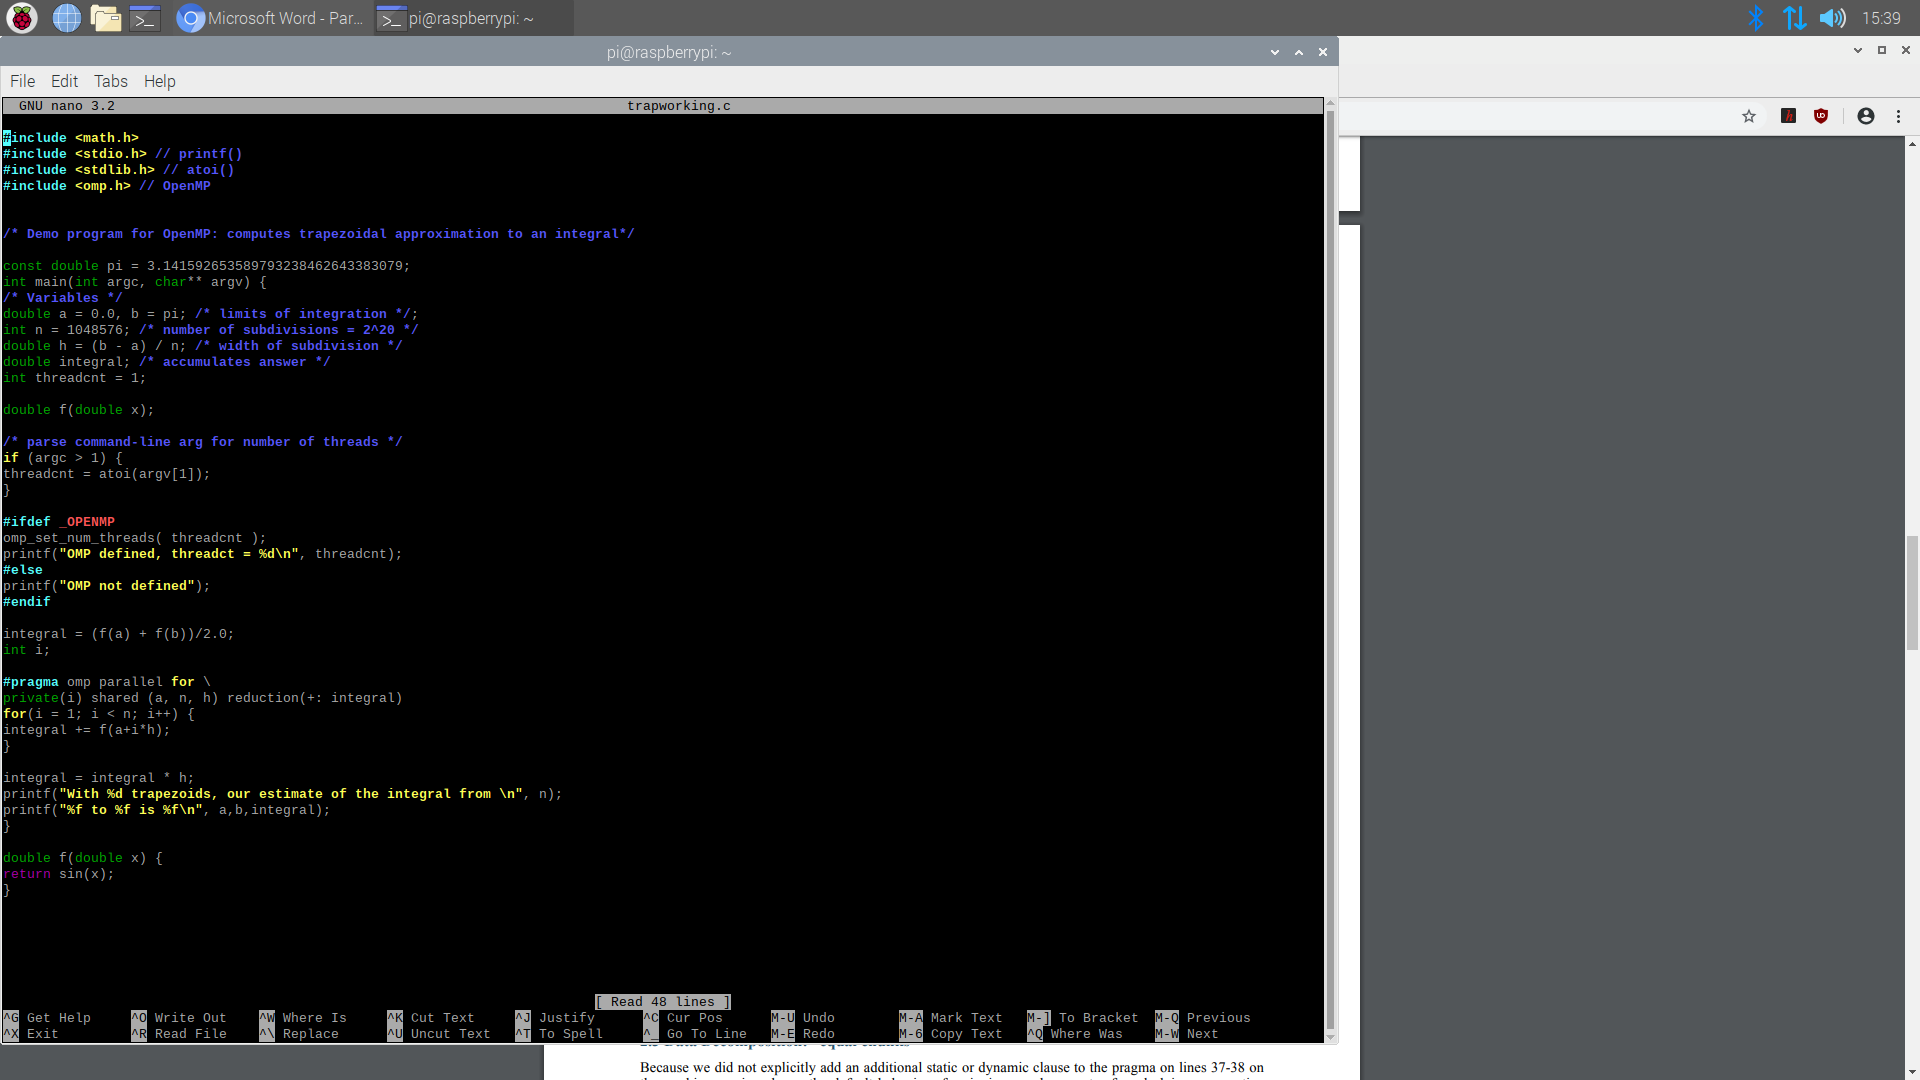 Microsoft Word - Par...
pi@raspberrypi: ~
15:39
pi@raspberrypi: ~
File Edit Tabs Help
GNU nano 3.2 trapworking.c
#include <math.h>
#include <stdio.h> // printf()
#include <stdlib.h> // atoi()
#include <omp.h> // OpenMP
/* Demo program for OpenMP: computes trapezoidal approximation to an integral*/
const double pi = 3.141592653589793238462643383079;
int main(int argc, char** argv) {
/* Variables */
double a = 0.0, b = pi; /* limits of integration */;
int n = 1048576; /* number of subdivisions = 2^20 */
double h = (b - a) / n; /* width of subdivision */
double integral; /* accumulates answer */
int threadcnt = 1;
double f(double x);
/* parse command-line arg for number of threads */
if (argc > 1) {
threadcnt = atoi(argv[1]);
}
#ifdef _OPENMP
omp_set_num_threads( threadcnt );
printf("OMP defined, threadct = %d\n", threadcnt);
#else
printf("OMP not defined");
#endif
integral = (f(a) + f(b))/2.0;
int i;
#pragma omp parallel for \
private(i) shared (a, n, h) reduction(+: integral)
for(i = 1; i < n; i++) {
integral += f(a+i*h);
}
integral = integral * h;
printf("With %d trapezoids, our estimate of the integral from \n", n);
printf("%f to %f is %f\n", a,b,integral);
}
double f(double x) {
return sin(x);
}
[ Read 48 lines ]
^G Get Help ^O Write Out ^W Where Is ^K Cut Text ^J Justify ^C Cur Pos M-U Undo M-A Mark Text M-] To Bracket M-Q Previous
^X Exit ^R Read File ^\ Replace ^U Uncut Text ^T To Spell ^_ Go To Line M-E Redo M-6 Copy Text ^Q Where Was M-W Next
Because we did not explicitly add an additional static or dynamic clause to the pragma on lines 37-38 on